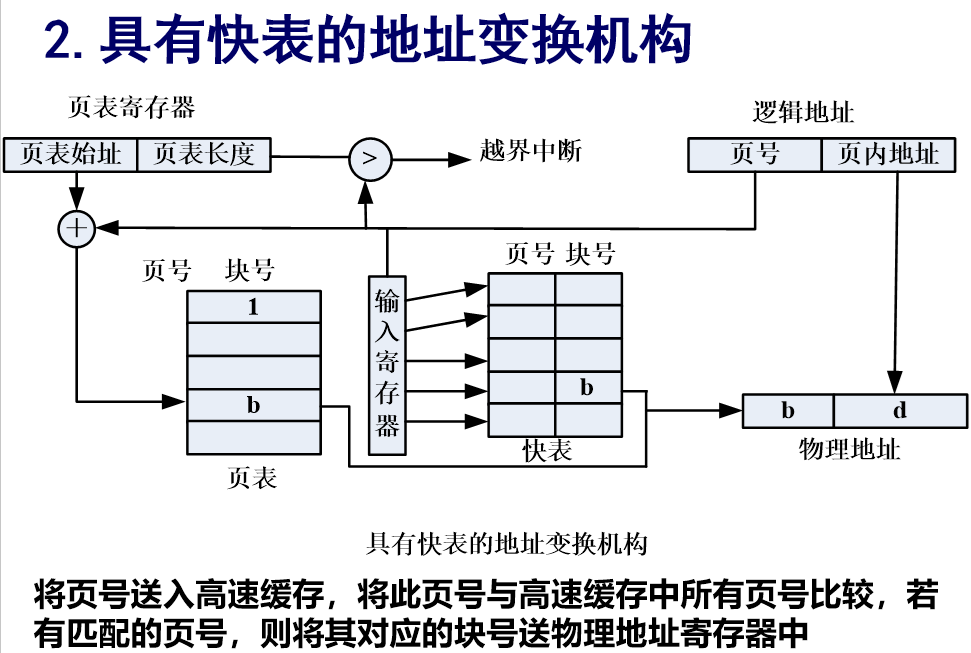 2.具有快表的地址变换机构
页表寄存器
逻辑地址
页表始址 页表长度
>
越界中断
页号 页内地址
+
页号 块号
页号 块号
1
输入寄存器
b
b
b d
快表
物理地址
页表
具有快表的地址变换机构
将页号送入高速缓存，将此页号与高速缓存中所有页号比较，若
有匹配的页号，则将其对应的块号送物理地址寄存器中